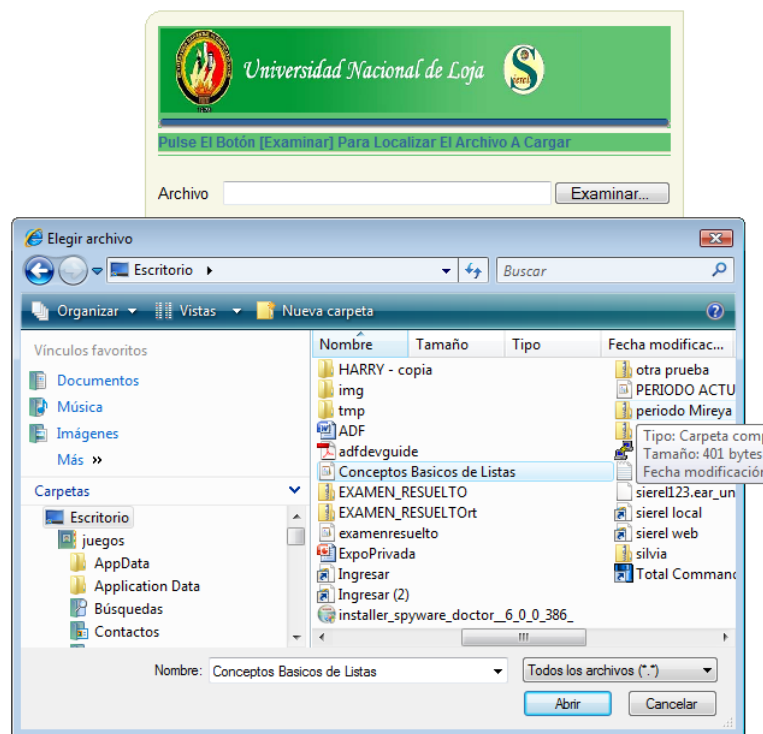 Universidad Nacional de Loja
Sierel
Pulse El Botón [Examinar] Para Localizar El Archivo A Cargar
Archivo
Examinar...
Elegir archivo
Escritorio
Buscar
Organizar
Vistas
Nueva carpeta
Vínculos favoritos
Documentos
Música
Imágenes
Más »
Carpetas
Escritorio
juegos
AppData
Application Data
Búsquedas
Contactos
Nombre Tamaño Tipo Fecha modificac...
HARRY - copia
img
tmp
ADF
adfdevguide
Conceptos Basicos de Listas
EXAMEN_RESUELTO
EXAMEN_RESUELTOrt
examenresuelto
ExpoPrivada
Ingresar
Ingresar (2)
installer_spyware_doctor__6_0_0_386_
otra prueba
PERIODO ACTU
periodo Mireya
Tipo: Carpeta comp
Tamaño: 401 bytes
Fecha modificación
sierel123.ear_un
sierel local
sierel web
silvia
Total Command
Nombre: Conceptos Basicos de Listas
Todos los archivos (*.*)
Abrir
Cancelar